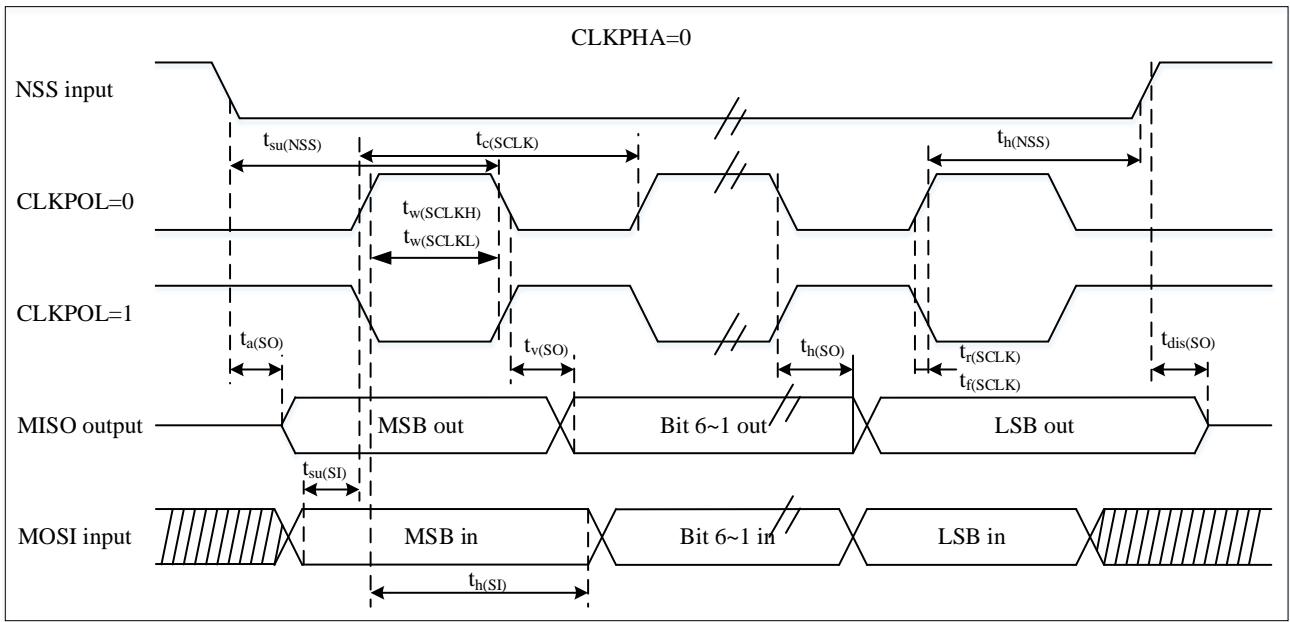 CLKPHA=0
NSS input
tsu(NSS)
tc(SCLK)
th(NSS)
CLKPOL=0
tw(SCLKH)
tw(SCLKL)
CLKPOL=1
ta(SO)
tv(SO)
th(SO)
tr(SCLK)
tf(SCLK)
tdis(SO)
MISO output
MSB out
Bit 6~1 out
LSB out
tsu(SI)
MOSI input
MSB in
Bit 6~1 in
LSB in
th(SI)